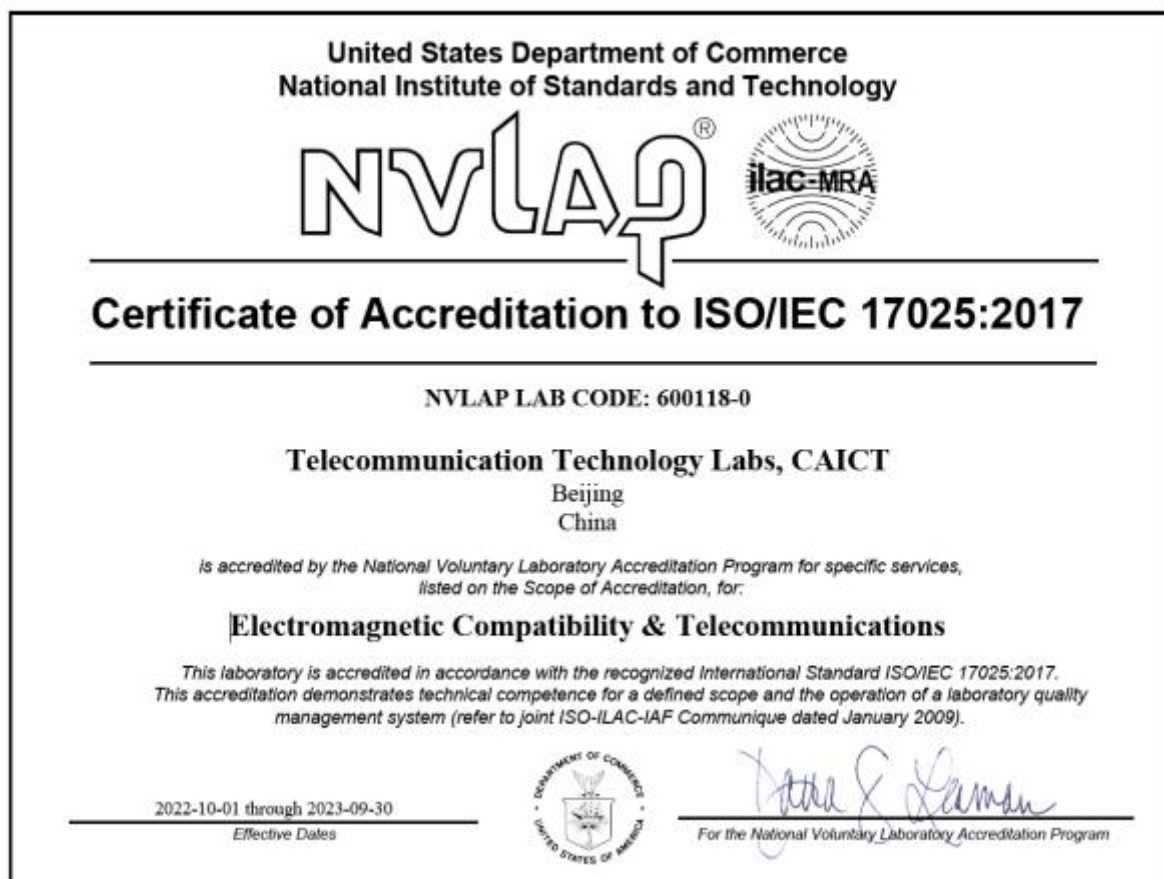 United States Department of Commerce
National Institute of Standards and Technology
NVLAP®
ilac-MRA
Certificate of Accreditation to ISO/IEC 17025:2017
NVLAP LAB CODE: 600118-0
Telecommunication Technology Labs, CAICT
Beijing
China
is accredited by the National Voluntary Laboratory Accreditation Program for specific services,
listed on the Scope of Accreditation, for:
Electromagnetic Compatibility & Telecommunications
This laboratory is accredited in accordance with the recognized International Standard ISO/IEC 17025:2017.
This accreditation demonstrates technical competence for a defined scope and the operation of a laboratory quality
management system (refer to joint ISO-ILAC-IAF Communique dated January 2009).
2022-10-01 through 2023-09-30
Effective Dates
DEPARTMENT OF COMMERCE
UNITED STATES OF AMERICA
Dana S. Leaman
For the National Voluntary Laboratory Accreditation Program